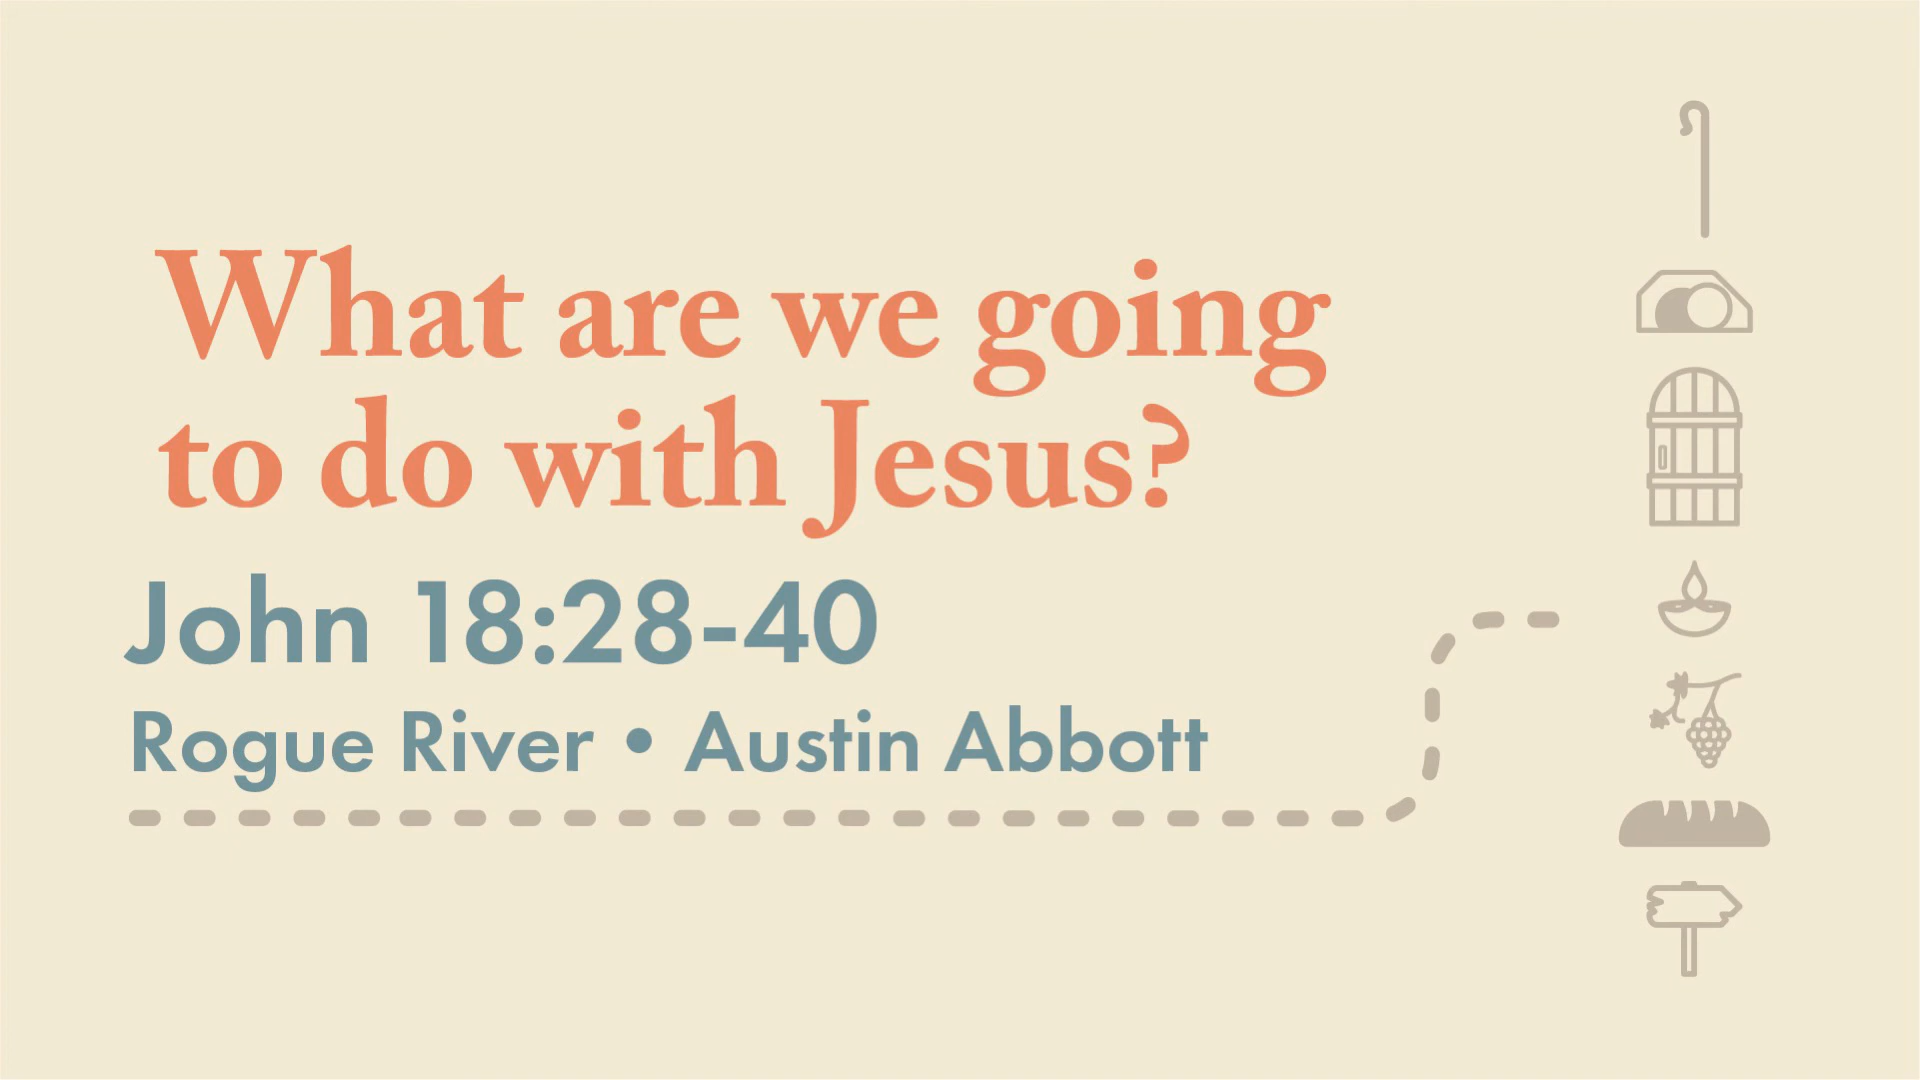 What are we going
to do with Jesus?
John 18:28-40
Rogue River • Austin Abbott